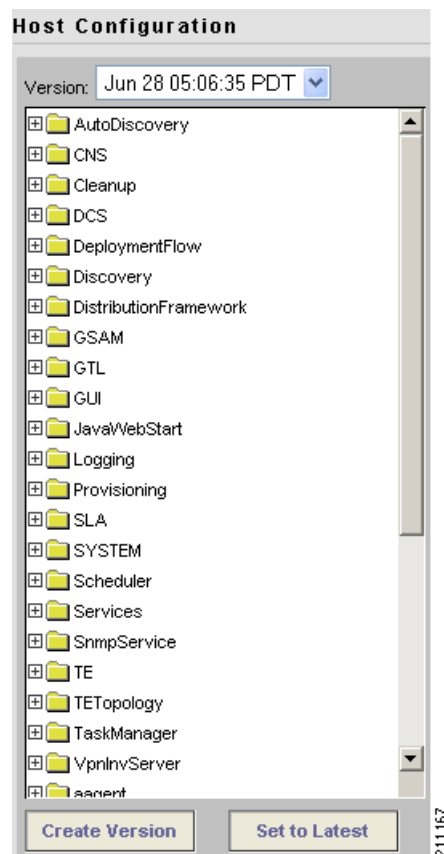 Host Configuration
Version: Jun 28 05:06:35 PDT
AutoDiscovery
CNS
Cleanup
DCS
DeploymentFlow
Discovery
DistributionFramework
GSAM
GTL
GUI
JavaWebStart
Logging
Provisioning
SLA
SYSTEM
Scheduler
Services
SnmpService
TE
TETopology
TaskManager
VpnInvServer
aagent
Create Version Set to Latest
211167